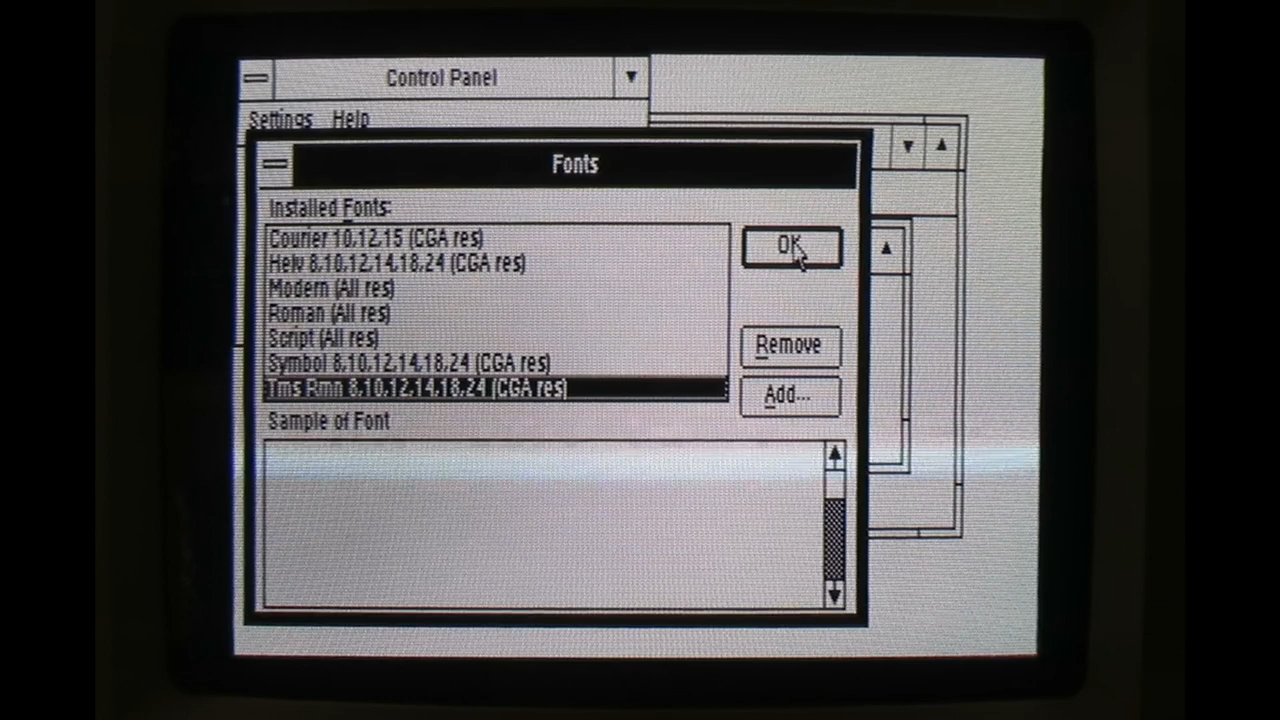 Control Panel
Settings Help
Fonts
Installed Fonts:
Courier 10,12,15 (CGA res)
Helv 8,10,12,14,18,24 (CGA res)
Modern (All res)
Roman (All res)
Script (All res)
Symbol 8,10,12,14,18,24 (CGA res)
Tms Rmn 8,10,12,14,18,24 (CGA res)
OK
Remove
Add...
Sample of Font